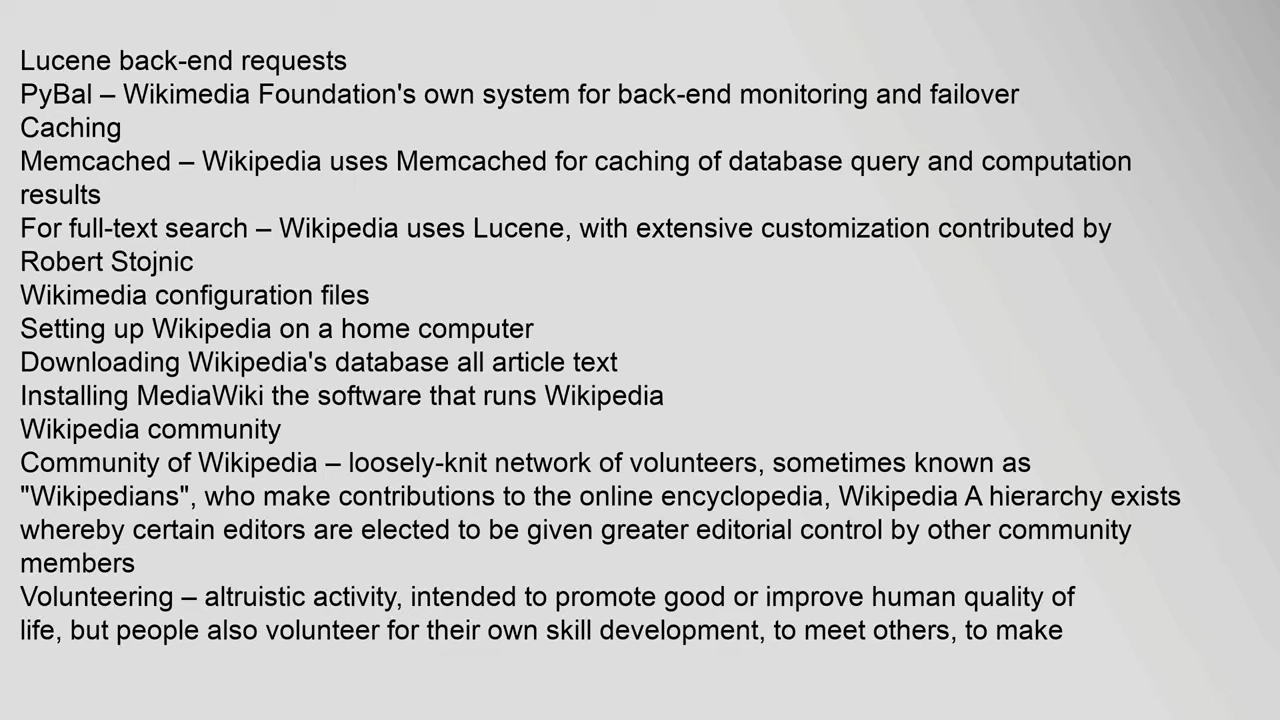 Lucene back-end requests
PyBal – Wikimedia Foundation's own system for back-end monitoring and failover
Caching
Memcached – Wikipedia uses Memcached for caching of database query and computation
results
For full-text search – Wikipedia uses Lucene, with extensive customization contributed by
Robert Stojnic
Wikimedia configuration files
Setting up Wikipedia on a home computer
Downloading Wikipedia's database all article text
Installing MediaWiki the software that runs Wikipedia
Wikipedia community
Community of Wikipedia – loosely-knit network of volunteers, sometimes known as
"Wikipedians", who make contributions to the online encyclopedia, Wikipedia A hierarchy exists
whereby certain editors are elected to be given greater editorial control by other community
members
Volunteering – altruistic activity, intended to promote good or improve human quality of
life, but people also volunteer for their own skill development, to meet others, to make